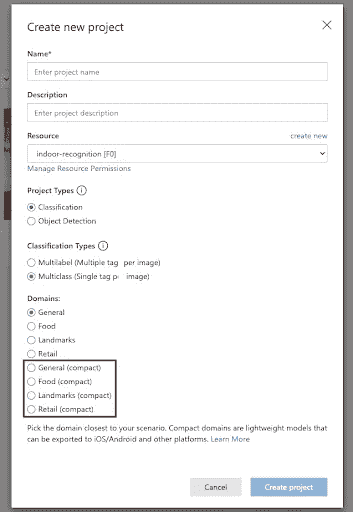 Create new project
Name*
Enter project name
Description
Enter project description
Resource create new
indoor-recognition [F0]
Manage Resource Permissions
Project Types
Classification
Object Detection
Classification Types
Multilabel (Multiple tag per image)
Multiclass (Single tag image)
Domains:
General
Food
Landmarks
Retail
General (compact)
Food (compact)
Landmarks (compact)
Retail (compact)
Pick the domain closest to your scenario. Compact domains are lightweight models that
can be exported to iOS/Android and other platforms. Learn More
Cancel Create project